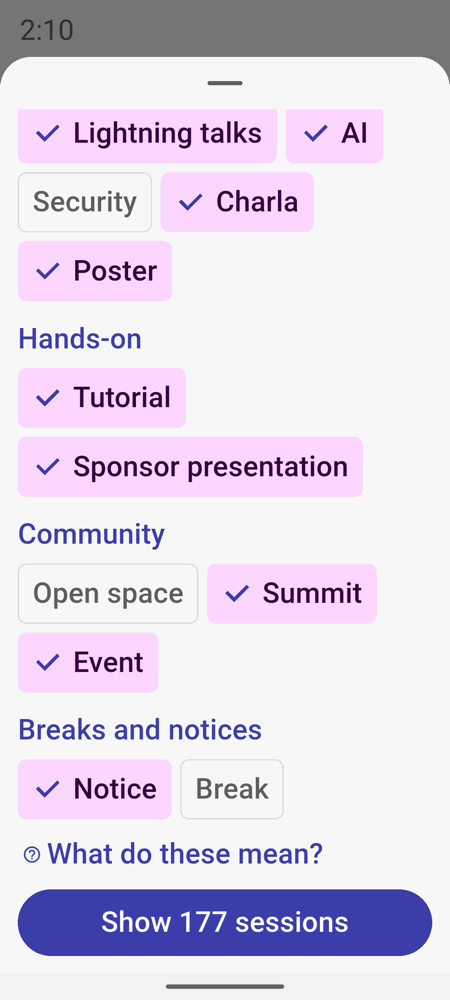 2:10
Lightning talks AI
Security Charla
Poster
Hands-on
Tutorial
Sponsor presentation
Community
Open space Summit
Event
Breaks and notices
Notice Break
What do these mean?
Show 177 sessions